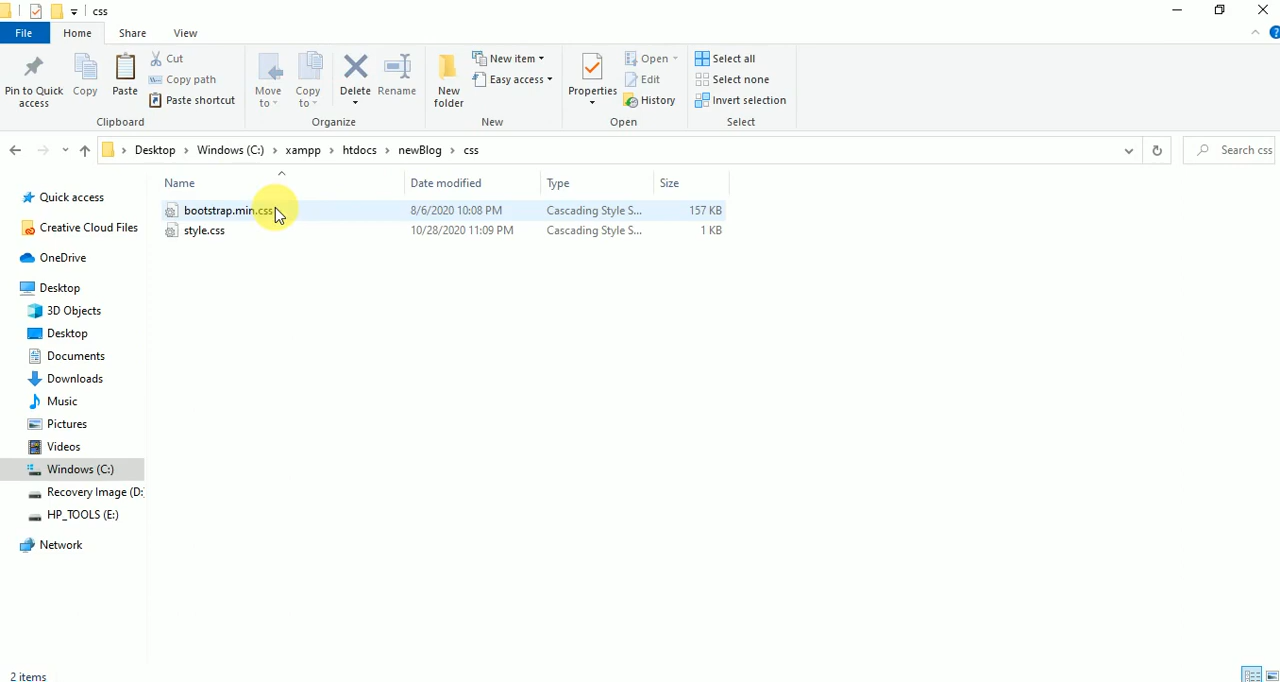 css
File Home Share View
Pin to Quick access
Copy
Paste
Cut
Copy path
Paste shortcut
Clipboard
Move to
Copy to
Delete
Rename
Organize
New folder
New item
Easy access
New
Properties
Open
Edit
History
Open
Select all
Select none
Invert selection
Select
Desktop › Windows (C:) › xampp › htdocs › newBlog › css
Search css
Name Date modified Type Size
bootstrap.min.css 8/6/2020 10:08 PM Cascading Style S... 157 KB
style.css 10/28/2020 11:09 PM Cascading Style S... 1 KB
Quick access
Creative Cloud Files
OneDrive
Desktop
3D Objects
Desktop
Documents
Downloads
Music
Pictures
Videos
Windows (C:)
Recovery Image (D:
HP_TOOLS (E:)
Network
2 items